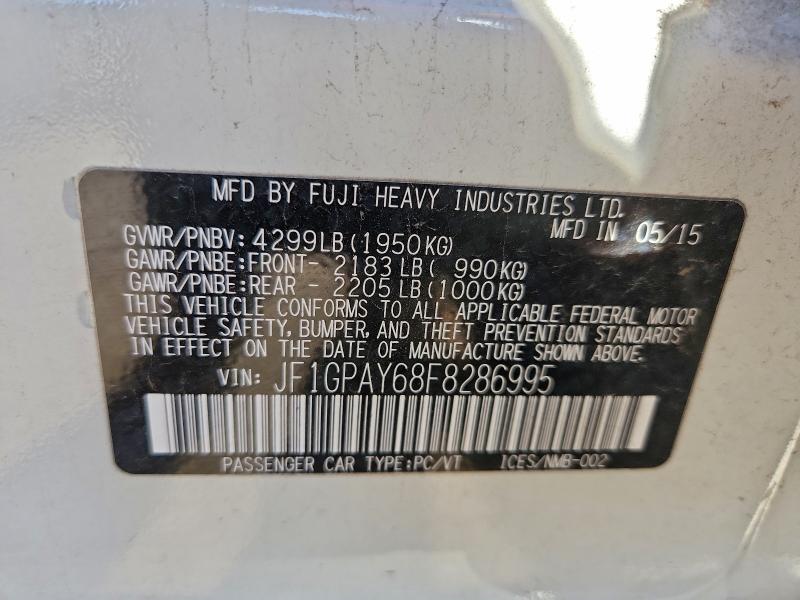 MFD BY FUJI HEAVY INDUSTRIES LTD.
MFD IN 05/15
GVWR/PNBV: 4299LB (1950KG)
GAWR/PNBE: FRONT- 2183 LB ( 990KG)
GAWR/PNBE: REAR - 2205 LB (1000KG)
THIS VEHICLE CONFORMS TO ALL APPLICABLE FEDERAL MOTOR
VEHICLE SAFETY, BUMPER, AND THEFT PREVENTION STANDARDS
IN EFFECT ON THE DATE OF MANUFACTURE SHOWN ABOVE.
VIN: JF1GPAY68F8286995
PASSENGER CAR TYPE: PC/VT ICES/NMB-002